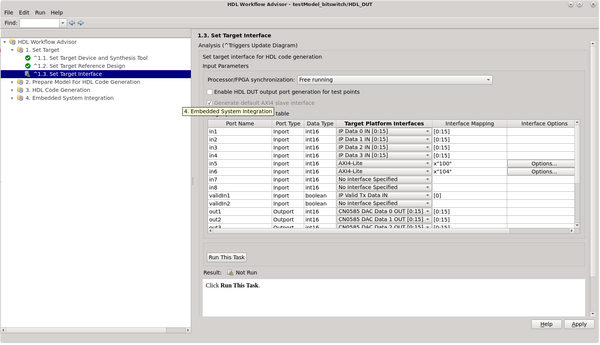 HDL Workflow Advisor - testModel_bitswitch/HDL_DUT
File Edit Run Help
Find:
HDL Workflow Advisor
1. Set Target
^1.1. Set Target Device and Synthesis Tool
^1.2. Set Target Reference Design
^1.3. Set Target Interface
2. Prepare Model For HDL Code Generation
3. HDL Code Generation
4. Embedded System Integration
1.3. Set Target Interface
Analysis (^Triggers Update Diagram)
Set target interface for HDL code generation
Input Parameters
Processor/FPGA synchronization: Free running
Enable HDL DUT output port generation for test points
Generate default AXI4 slave interface
4. Embedded System Integration
table
Port Name Port Type Data Type Target Platform Interfaces Interface Mapping Interface Options
in1 Inport int16 IP Data 0 IN [0:15] [0:15]
in2 Inport int16 IP Data 1 IN [0:15] [0:15]
in3 Inport int16 IP Data 2 IN [0:15] [0:15]
in4 Inport int16 IP Data 3 IN [0:15] [0:15]
in5 Inport int16 AXI4-Lite x"100" Options...
in6 Inport int16 AXI4-Lite x"104" Options...
in7 Inport int16 No Interface Specified
in8 Inport int16 No Interface Specified
validIn1 Inport boolean IP Valid Tx Data IN [0]
validIn2 Inport boolean No Interface Specified
out1 Outport int16 CN0585 DAC Data 0 OUT [0:15] [0:15]
out2 Outport int16 CN0585 DAC Data 1 OUT [0:15] [0:15]
out3 Outport int16 CN0585 DAC Data 2 OUT [0:15] [0:15]
Run This Task
Result: Not Run
Click Run This Task.
Help Apply